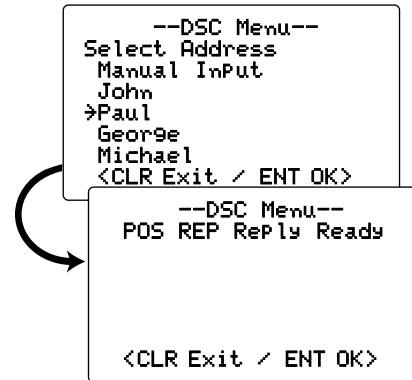 --DSC Menu--
Select Address
Manual InPut
John
→Paul
George
Michael
<CLR Exit / ENT OK>
--DSC Menu--
POS REP RePly Ready
<CLR Exit / ENT OK>